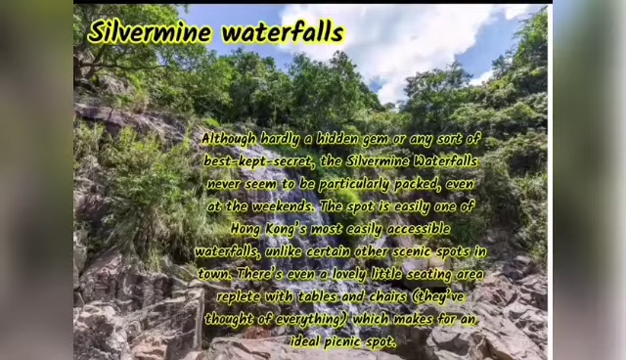 Silvermine waterfalls
Although hardly a hidden gem or any sort of
best-kept-secret, the Silvermine Waterfalls
never seem to be particularly packed, even
at the weekends. The spot is easily one of
Hong Kong's most easily accessible
waterfalls, unlike certain other scenic spots in
town. There's even a lovely little seating area
replete with tables and chairs (they've
thought of everything) which makes for an
ideal picnic spot.